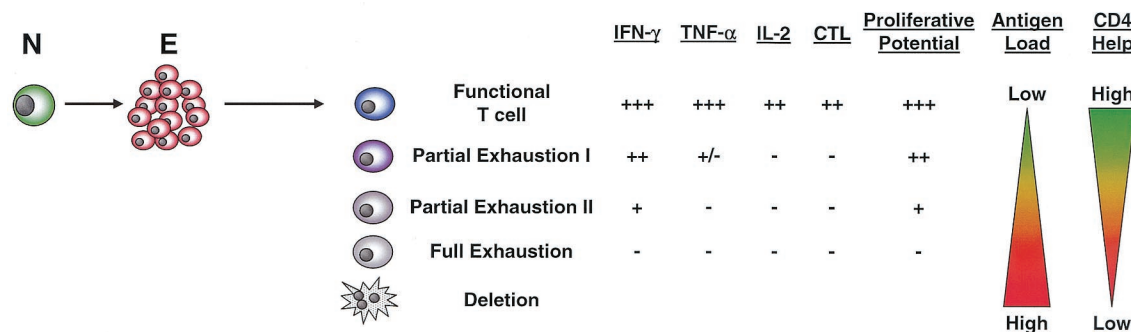 N E
IFN-γ TNF-α IL-2 CTL Proliferative Potential Antigen Load CD4 Help
Functional T cell +++ +++ ++ ++ +++ Low High
Partial Exhaustion I ++ +/- - - ++
Partial Exhaustion II + - - - +
Full Exhaustion - - - - -
Deletion
High Low